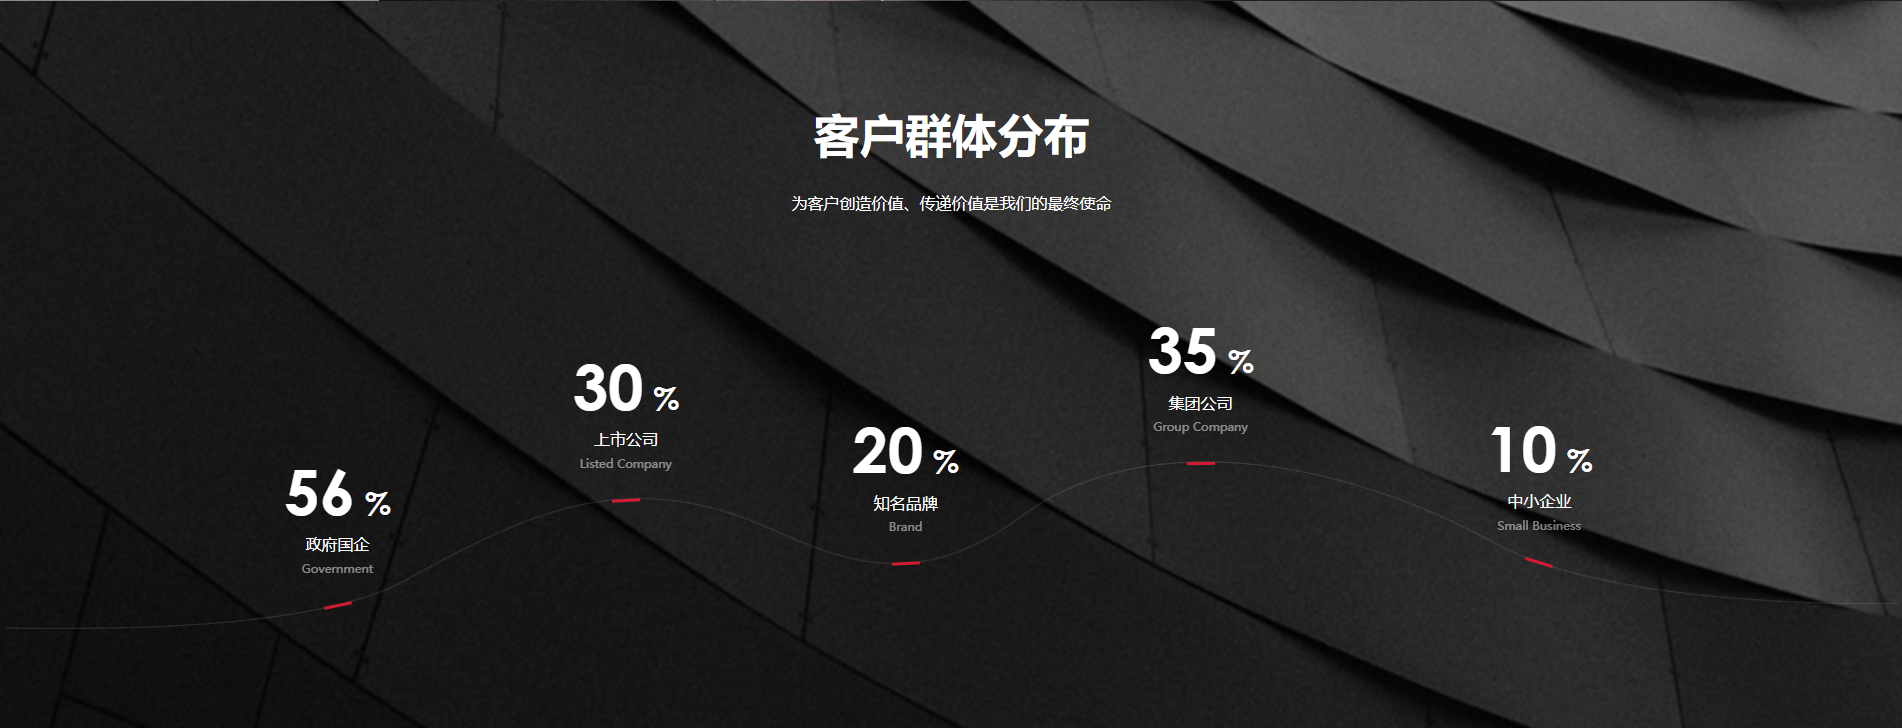 客户群体分布
为客户创造价值、传递价值是我们的最终使命
56 %
政府国企
Government
30 %
上市公司
Listed Company
20 %
知名品牌
Brand
35 %
集团公司
Group Company
10 %
中小企业
Small Business